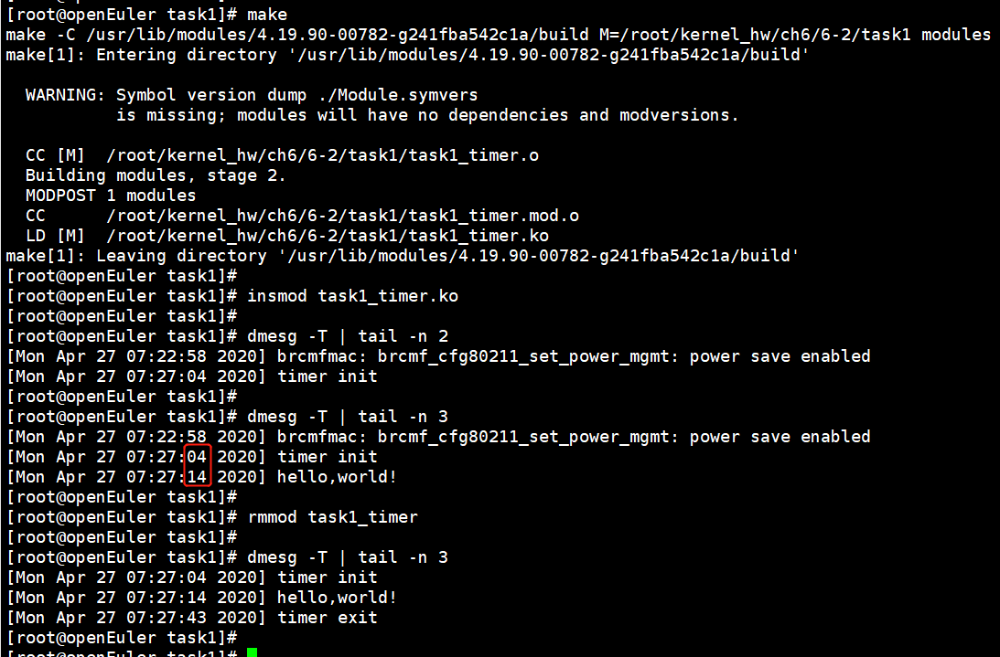 [root@openEuler task1]# make
make -C /usr/lib/modules/4.19.90-00782-g241fba542c1a/build M=/root/kernel_hw/ch6/6-2/task1 modules
make[1]: Entering directory '/usr/lib/modules/4.19.90-00782-g241fba542c1a/build'
WARNING: Symbol version dump ./Module.symvers
is missing; modules will have no dependencies and modversions.
CC [M]  /root/kernel_hw/ch6/6-2/task1/task1_timer.o
Building modules, stage 2.
MODPOST 1 modules
CC      /root/kernel_hw/ch6/6-2/task1/task1_timer.mod.o
LD [M]  /root/kernel_hw/ch6/6-2/task1/task1_timer.ko
make[1]: Leaving directory '/usr/lib/modules/4.19.90-00782-g241fba542c1a/build'
[root@openEuler task1]#
[root@openEuler task1]# insmod task1_timer.ko
[root@openEuler task1]#
[root@openEuler task1]# dmesg -T | tail -n 2
[Mon Apr 27 07:22:58 2020] brcmfmac: brcmf_cfg80211_set_power_mgmt: power save enabled
[Mon Apr 27 07:27:04 2020] timer init
[root@openEuler task1]#
[root@openEuler task1]# dmesg -T | tail -n 3
[Mon Apr 27 07:22:58 2020] brcmfmac: brcmf_cfg80211_set_power_mgmt: power save enabled
[Mon Apr 27 07:27:04 2020] timer init
[Mon Apr 27 07:27:14 2020] hello,world!
[root@openEuler task1]#
[root@openEuler task1]# rmmod task1_timer
[root@openEuler task1]#
[root@openEuler task1]# dmesg -T | tail -n 3
[Mon Apr 27 07:27:04 2020] timer init
[Mon Apr 27 07:27:14 2020] hello,world!
[Mon Apr 27 07:27:43 2020] timer exit
[root@openEuler task1]#
[root@openEuler task1]#